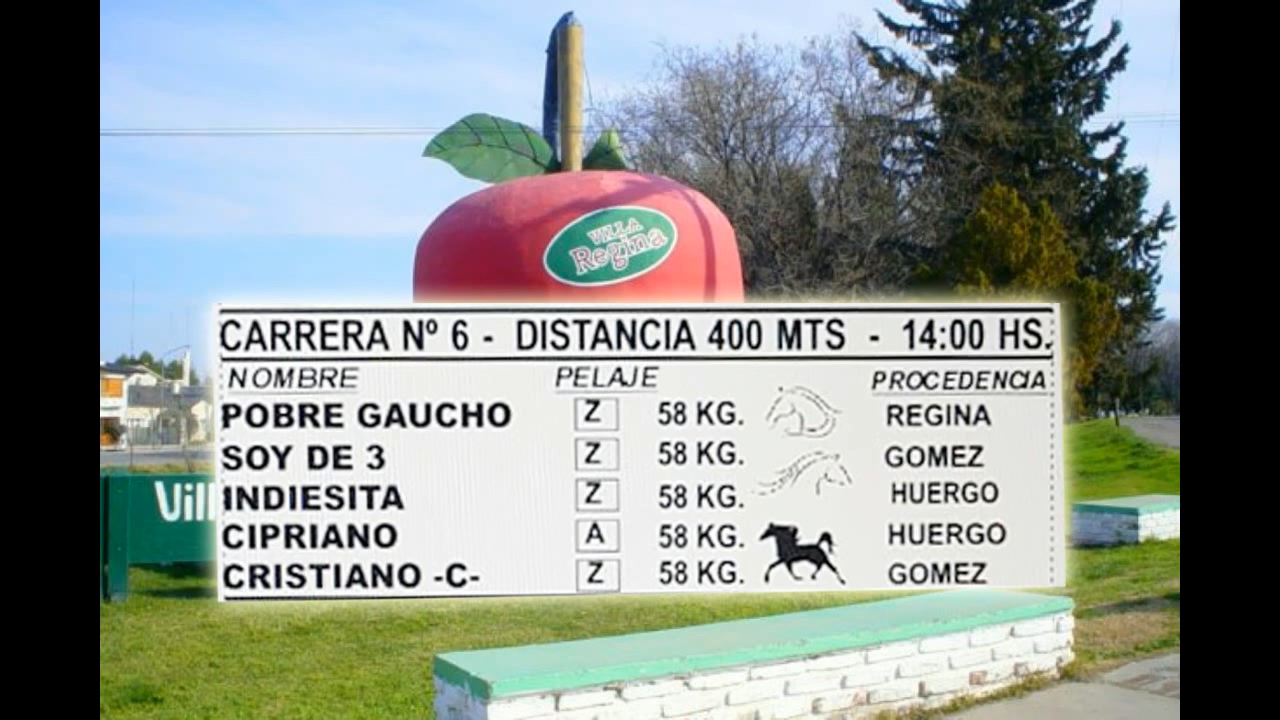 VILLA
Regina
Vill
CARRERA Nº 6 - DISTANCIA 400 MTS - 14:00 HS.
NOMBRE PELAJE PROCEDENCIA
POBRE GAUCHO Z 58 KG. REGINA
SOY DE 3 Z 58 KG. GOMEZ
INDIESITA Z 58 KG. HUERGO
CIPRIANO A 58 KG. HUERGO
CRISTIANO -C- Z 58 KG. GOMEZ